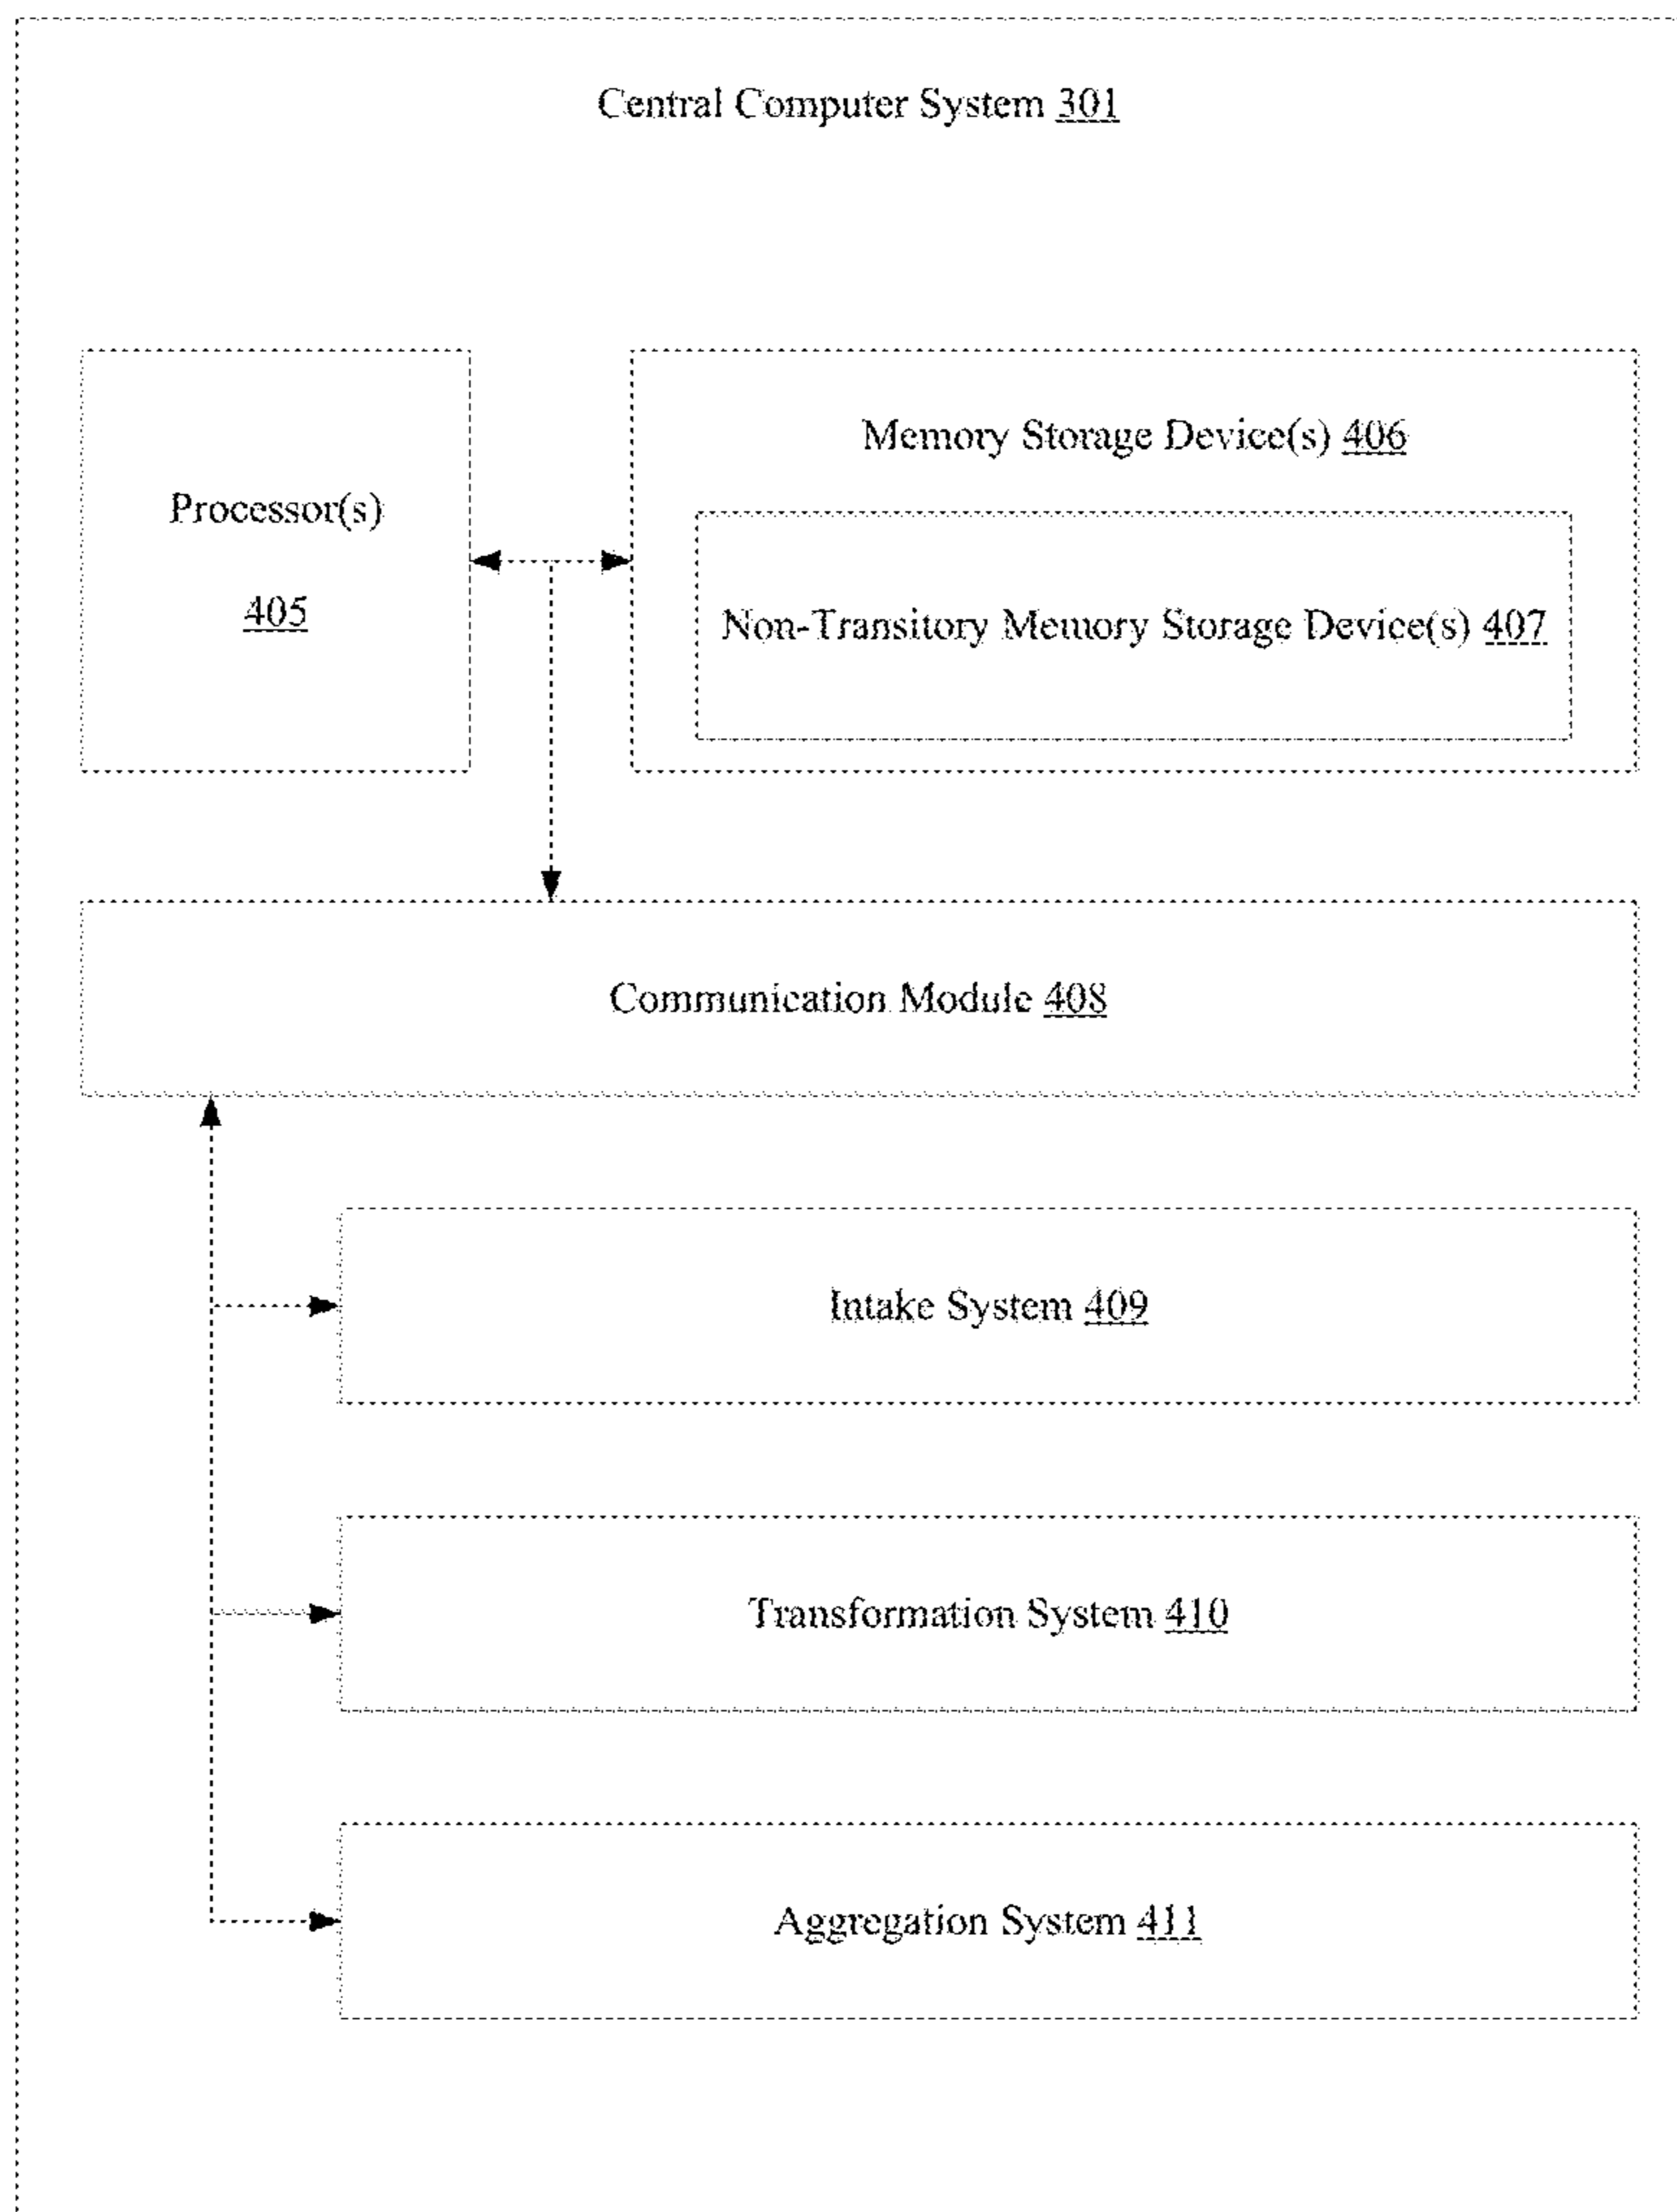 Central Computer System 301
Processor(s)
405
Memory Storage Device(s) 406
Non-Transitory Memory Storage Device(s) 407
Communication Module 408
Intake System 409
Transformation System 410
Aggregation System 411